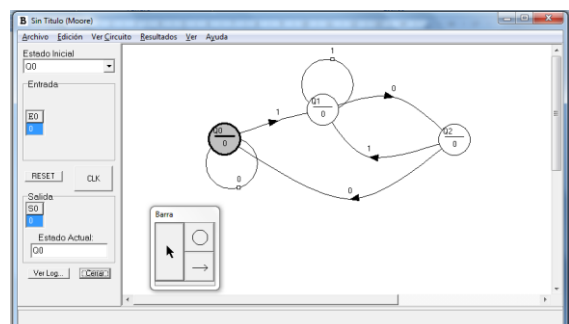 B Sin Título (Moore)
Archivo Edición Ver Circuito Resultados Ver Ayuda
Estado Inicial
Q0
Entrada
E0
0
RESET CLK
Salida
S0
0
Estado Actual:
Q0
Ver Log... Cerrar
1
Q1
0
0
1
Q0
0
Q2
0
1
0
0
Barra